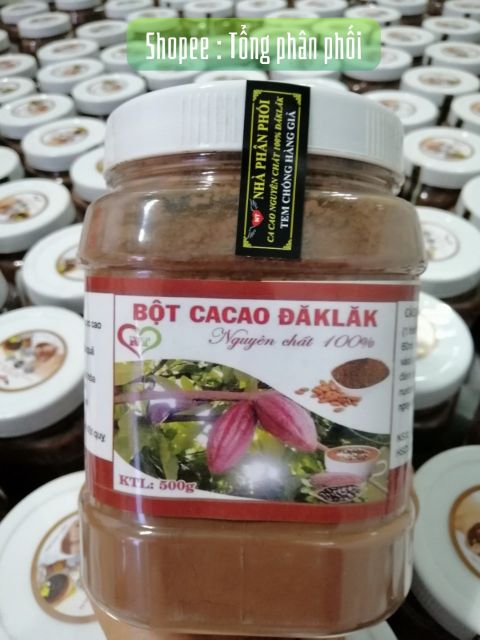 Shopee : Tổng phân phối
NHÀ PHÂN PHỐI
CA CAO NGUYÊN CHẤT 100% ĐĂKLĂK
TEM CHỐNG HÀNG GIẢ
BỘT CACAO ĐĂKLĂK
Nguyên chất 100%
NT
KTL: 500g